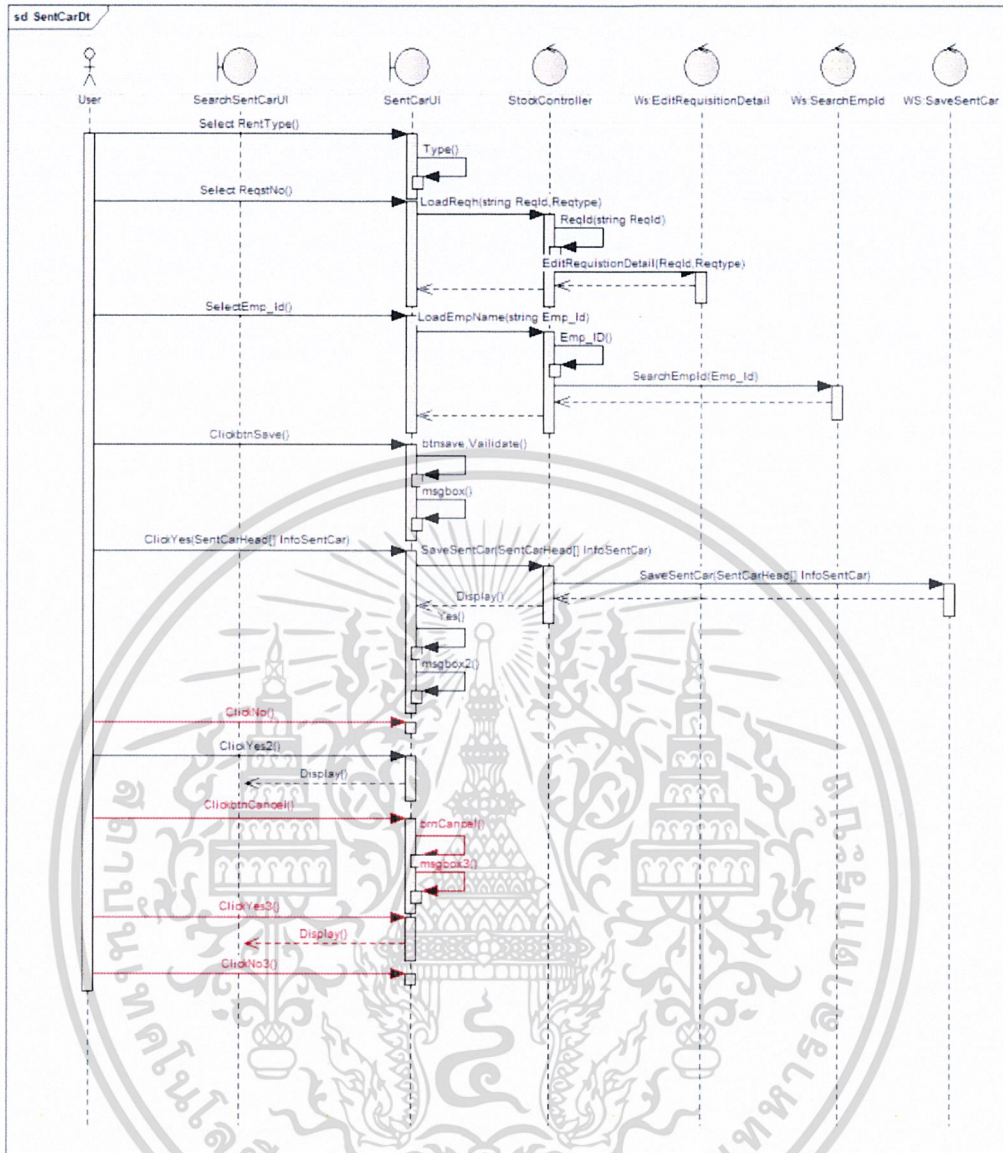 sd SentCarDt
User
SearchSentCarUI
SentCarUI
StockController
Ws:EditRequisitionDetail
Ws:SearchEmpId
WS:SaveSentCar
Select RentType()
Type()
Select ReqstNo()
LoadReqh(string ReqId,Reqtype)
ReqId(string ReqId)
EditRequistionDetail(ReqId,Reqtype)
SelectEmp_Id()
LoadEmpName(string Emp_Id)
Emp_ID()
SearchEmpId(Emp_Id)
ClickbtnSave()
btnsave,Vailidate()
msgbox()
ClickYes(SentCarHead[] InfoSentCar)
SaveSentCar(SentCarHead[] InfoSentCar)
SaveSentCar(SentCarHead[] InfoSentCar)
Display()
Yes()
msgbox2()
ClickNo()
ClickYes2()
Display()
ClickbtnCancel()
brnCancel()
msgbox3()
ClickYes3()
Display()
ClickNo3()